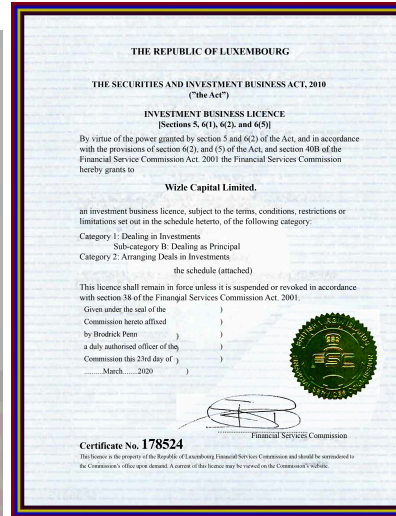 THE REPUBLIC OF LUXEMBOURG
THE SECURITIES AND INVESTMENT BUSINESS ACT, 2010
("the Act")
INVESTMENT BUSINESS LICENCE
[Sections 5, 6(1), 6(2). and 6(5)]
By virtue of the power granted by section 5 and 6(2) of the Act, and in accordance
with the provisions of section 6(2), and (5) of the Act, and section 40B of the
Financial Service Commission Act. 2001 the Financial Services Commission
hereby grants to
Wizle Capital Limited.
an investment business licence, subject to the terms, conditions, restrictions or
limitations set out in the schedule heterto, of the following category:
Category 1: Dealing in Investments
Sub-category B: Dealing as Principal
Category 2: Arranging Deals in Investments
the schedule (attached)
This licence shall remain in force unless it is suspended or revoked in accordance
with section 38 of the Financial Services Commission Act. 2001.
Given under the seal of the )
Commission hereto affixed )
by Brodrick Penn ) )
a duly authorised officer of the) )
Commission this 23rd day of ) )
.........March.......2020 )
FSC
Financial Services Commission
Certificate No. 178524
This licence is the property of the Republic of Luxembourg Financial Services Commission and should be surrendered to
the Commission's office upon demand. A current of this licence may be viewed on the Commission's website.